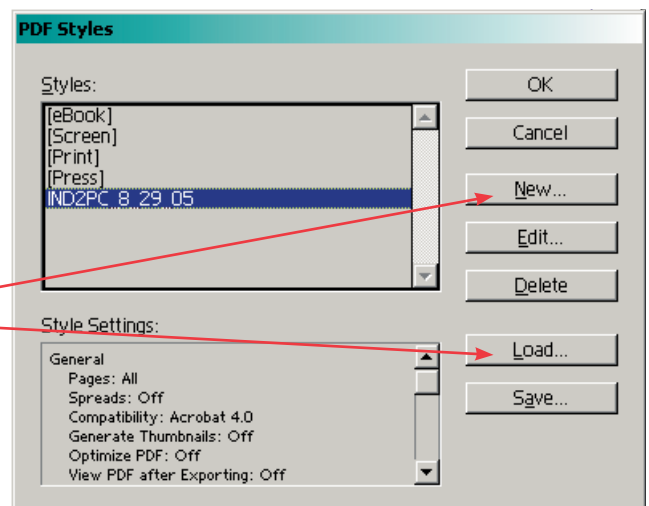 PDF Styles
Styles:
[eBook]
[Screen]
[Print]
[Press]
IND2PC 8 29 05
OK
Cancel
New...
Edit...
Delete
Style Settings:
General
Pages: All
Spreads: Off
Compatibility: Acrobat 4.0
Generate Thumbnails: Off
Optimize PDF: Off
View PDF after Exporting: Off
Load...
Save...